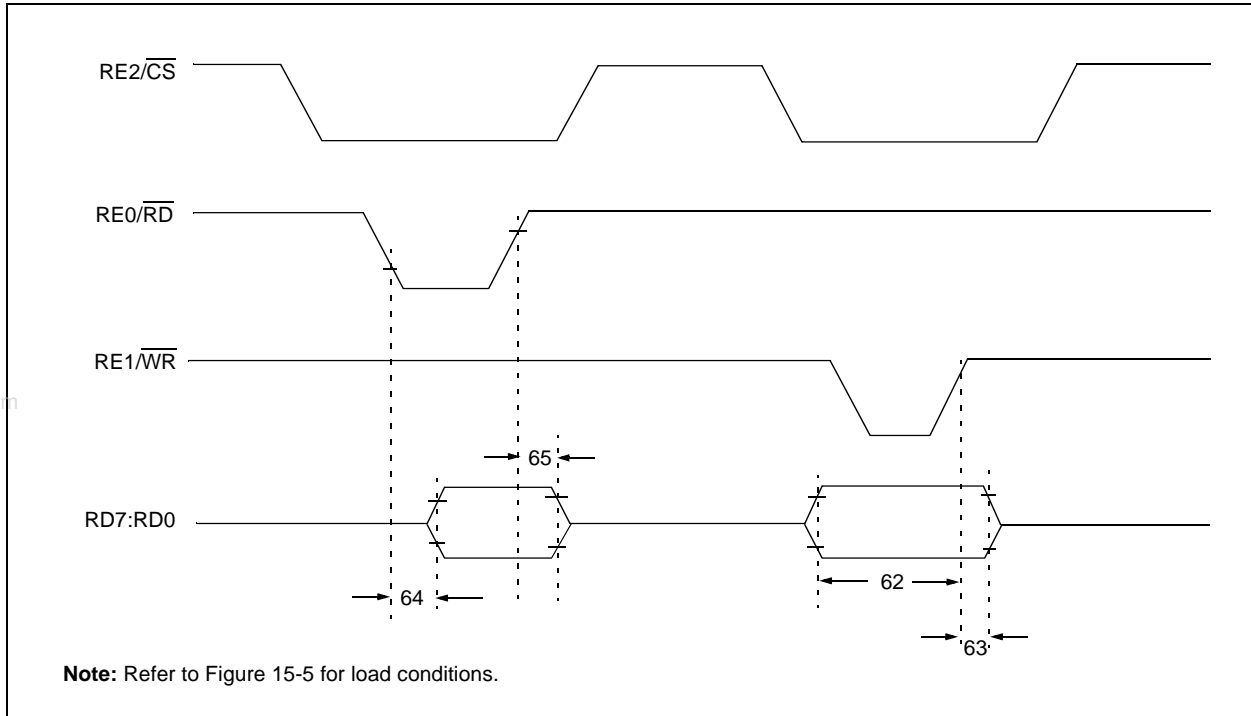 RE2/CS
RE0/RD
RE1/WR
m
65
RD7:RD0
62
64
63
Note: Refer to Figure 15-5 for load conditions.